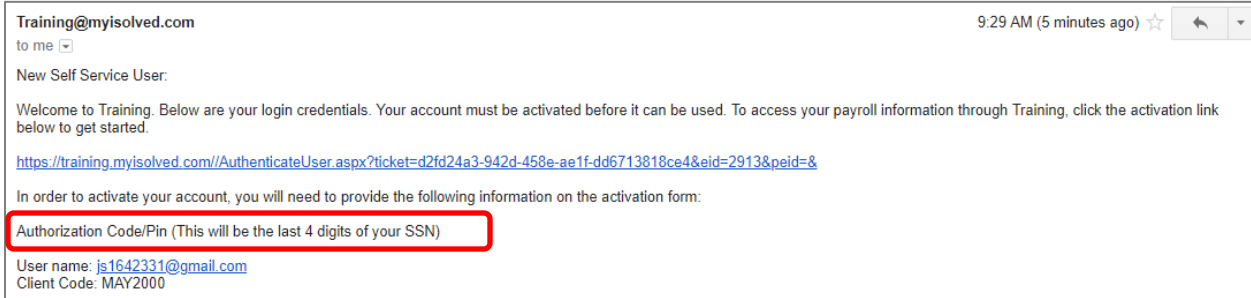 Training@myisolved.com 9:29 AM (5 minutes ago)
to me
New Self Service User:
Welcome to Training. Below are your login credentials. Your account must be activated before it can be used. To access your payroll information through Training, click the activation link
below to get started.
https://training.myisolved.com//AuthenticateUser.aspx?ticket=d2fd24a3-942d-458e-ae1f-dd6713818ce4&eid=2913&peid=&
In order to activate your account, you will need to provide the following information on the activation form:
Authorization Code/Pin (This will be the last 4 digits of your SSN)
User name: js1642331@gmail.com
Client Code: MAY2000